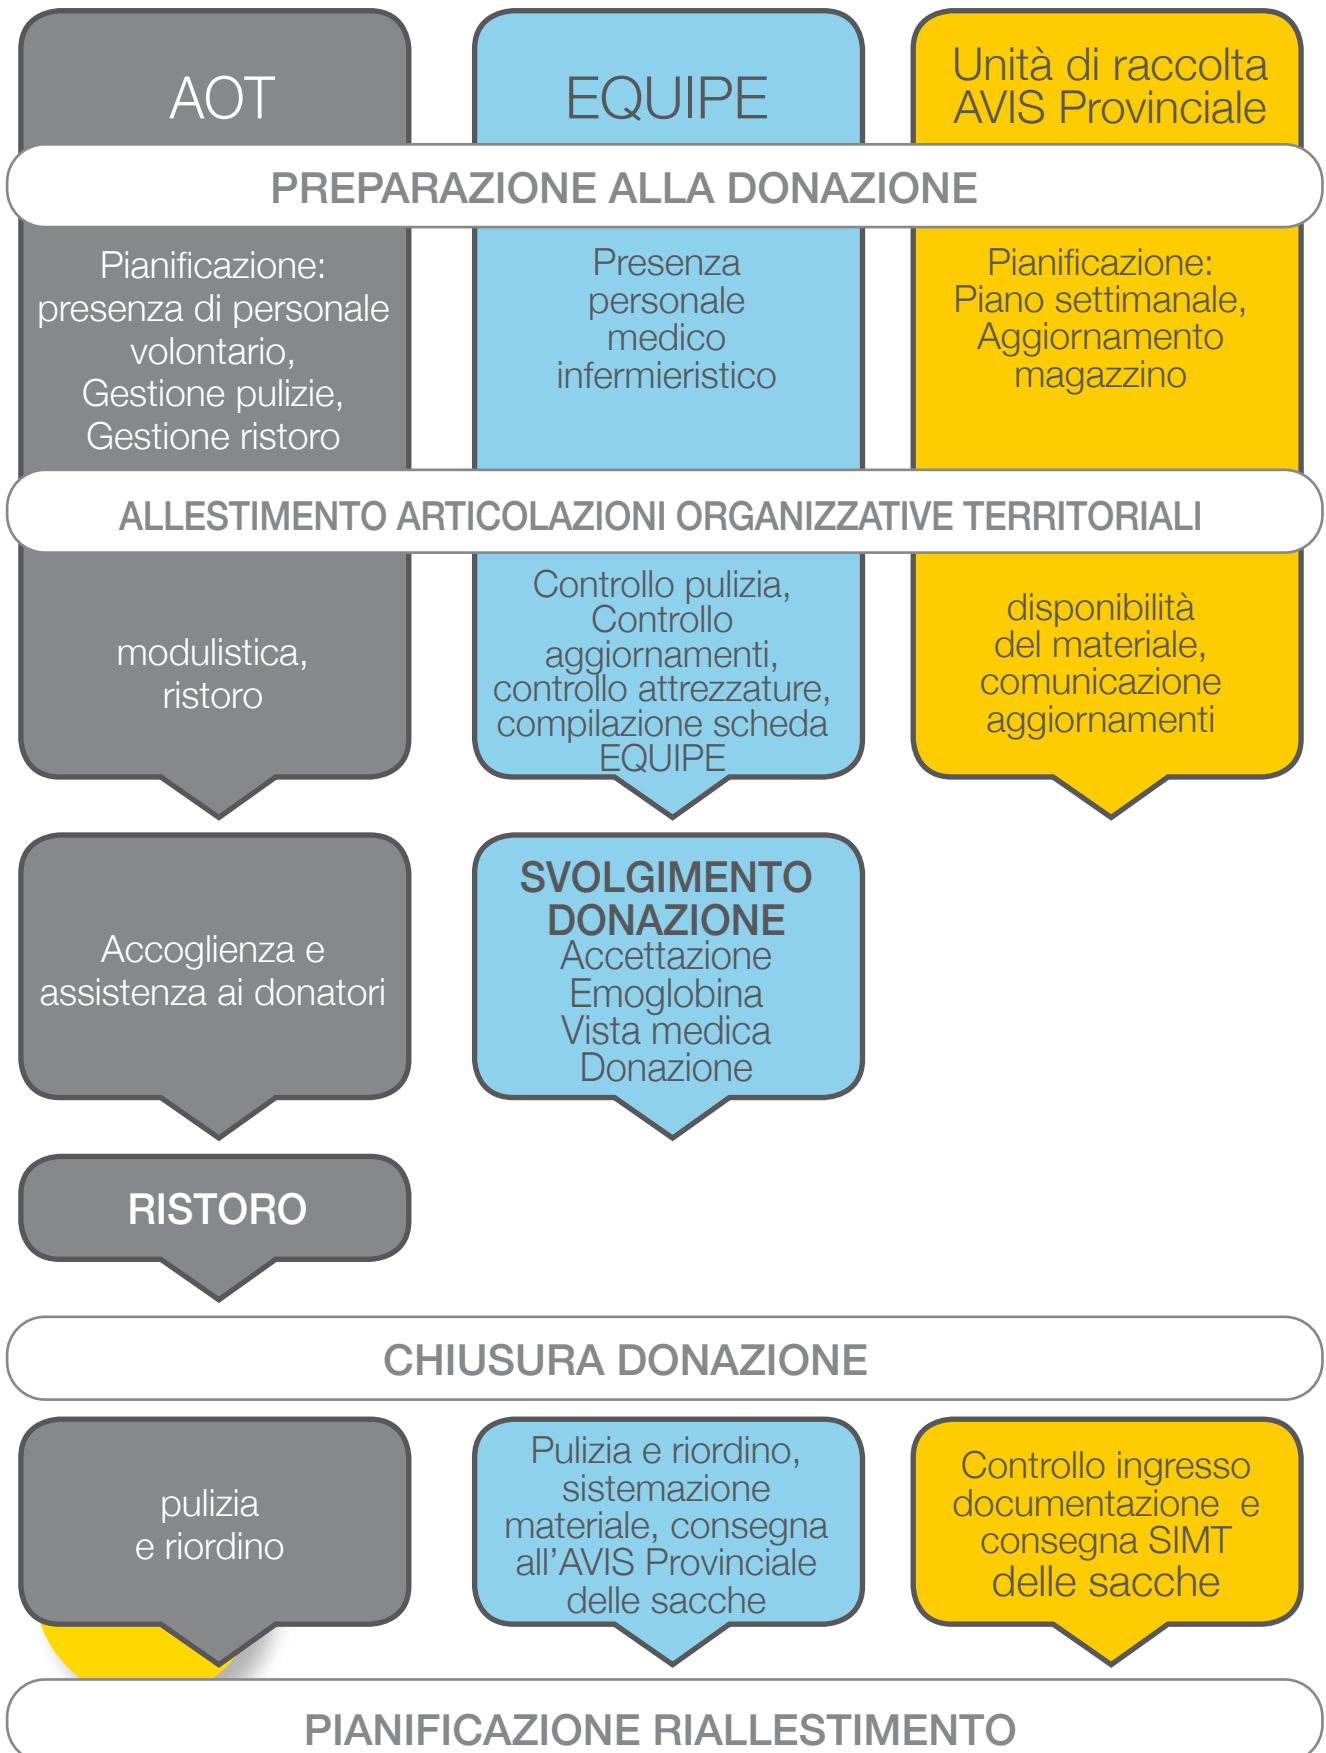 AOT
EQUIPE
Unità di raccolta
AVIS Provinciale
PREPARAZIONE ALLA DONAZIONE
Pianificazione:
presenza di personale
volontario,
Gestione pulizie,
Gestione ristoro
Presenza
personale
medico
infermieristico
Pianificazione:
Piano settimanale,
Aggiornamento
magazzino
ALLESTIMENTO ARTICOLAZIONI ORGANIZZATIVE TERRITORIALI
modulistica,
ristoro
Controllo pulizia,
Controllo
aggiornamenti,
controllo attrezzature,
compilazione scheda
EQUIPE
disponibilità
del materiale,
comunicazione
aggiornamenti
Accoglienza e
assistenza ai donatori
SVOLGIMENTO
DONAZIONE
Accettazione
Emoglobina
Vista medica
Donazione
RISTORO
CHIUSURA DONAZIONE
pulizia
e riordino
Pulizia e riordino,
sistemazione
materiale, consegna
all’AVIS Provinciale
delle sacche
Controllo ingresso
documentazione e
consegna SIMT
delle sacche
PIANIFICAZIONE RIALLESTIMENTO